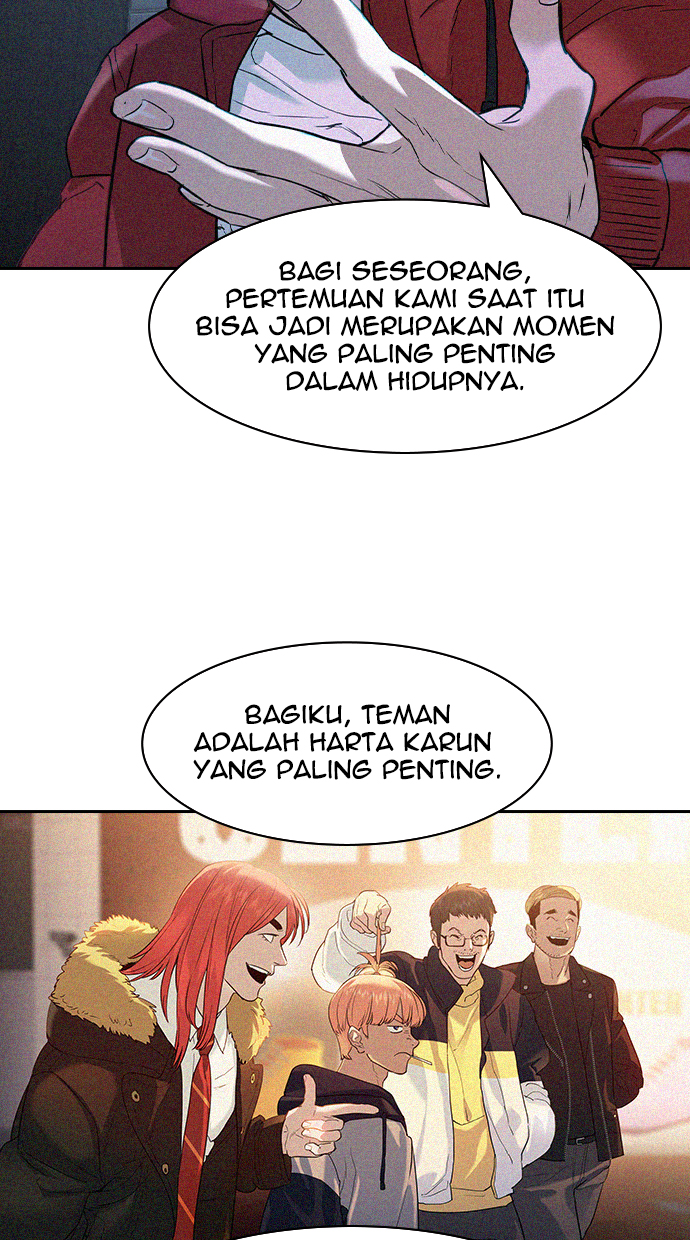 BAGI SESEORANG,
PERTEMUAN KAMI SAAT ITU
BISA JADI MERUPAKAN MOMEN
YANG PALING PENTING
DALAM HIDUPNYA.
BAGIKU, TEMAN
ADALAH HARTA KARUN
YANG PALING PENTING.